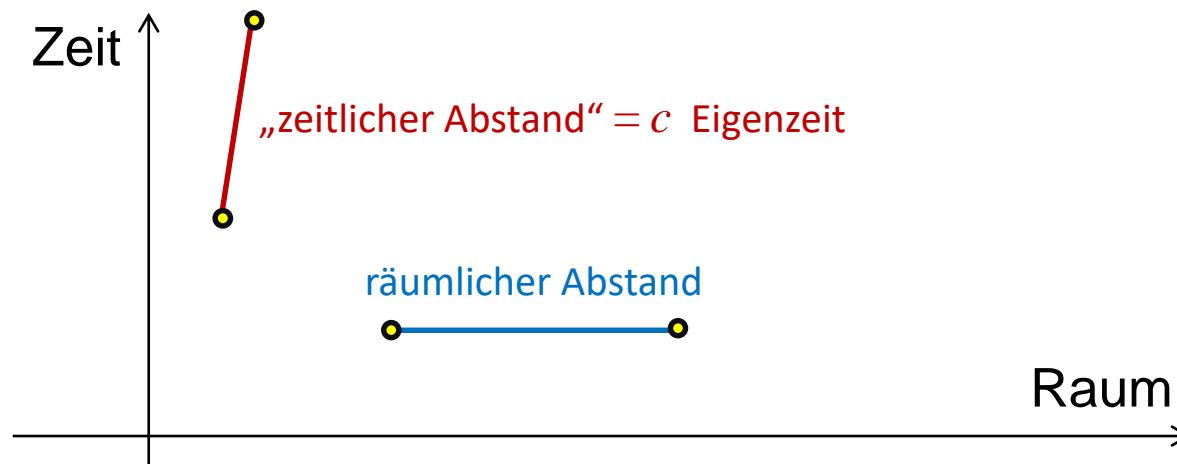 Zeit
„zeitlicher Abstand“ = c Eigenzeit
räumlicher Abstand
Raum